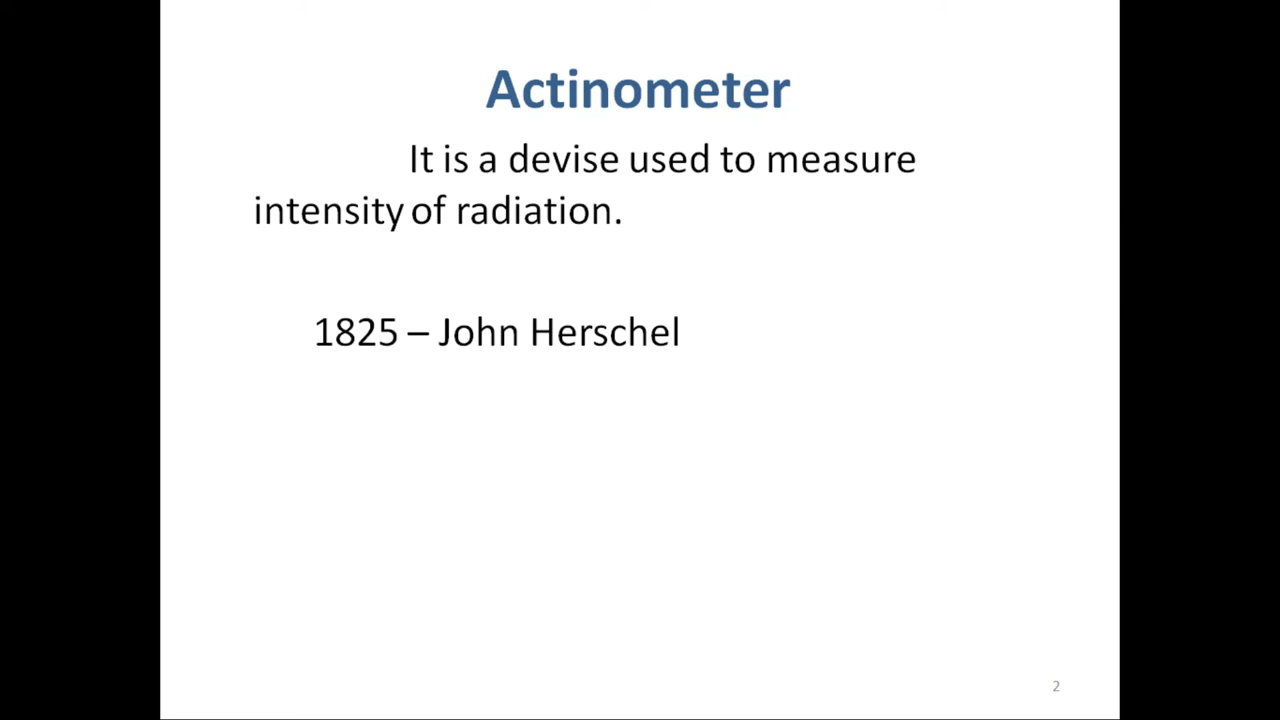 Actinometer
It is a devise used to measure
intensity of radiation.
1825 – John Herschel
2